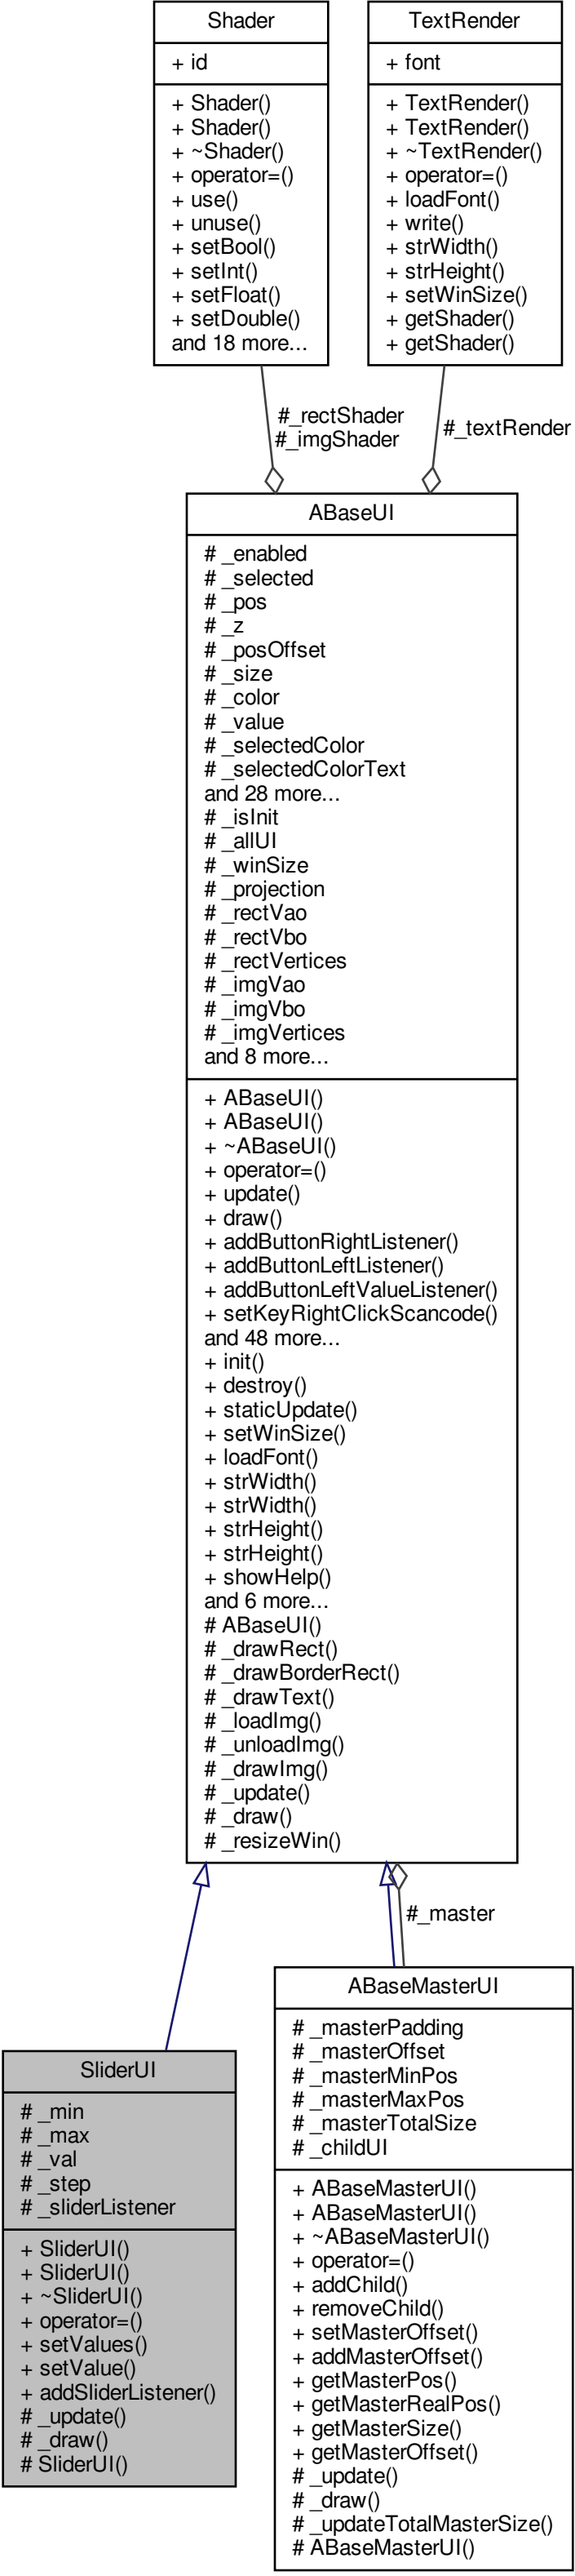 Shader
+ id
+ Shader()
+ Shader()
+ ~Shader()
+ operator=()
+ use()
+ unuse()
+ setBool()
+ setInt()
+ setFloat()
+ setDouble()
and 18 more...
TextRender
+ font
+ TextRender()
+ TextRender()
+ ~TextRender()
+ operator=()
+ loadFont()
+ write()
+ strWidth()
+ strHeight()
+ setWinSize()
+ getShader()
+ getShader()
#_rectShader
#_imgShader
#_textRender
ABaseUI
# _enabled
# _selected
# _pos
# _z
# _posOffset
# _size
# _color
# _value
# _selectedColor
# _selectedColorText
and 28 more...
# _isInit
# _allUI
# _winSize
# _projection
# _rectVao
# _rectVbo
# _rectVertices
# _imgVao
# _imgVbo
# _imgVertices
and 8 more...
+ ABaseUI()
+ ABaseUI()
+ ~ABaseUI()
+ operator=()
+ update()
+ draw()
+ addButtonRightListener()
+ addButtonLeftListener()
+ addButtonLeftValueListener()
+ setKeyRightClickScancode()
and 48 more...
+ init()
+ destroy()
+ staticUpdate()
+ setWinSize()
+ loadFont()
+ strWidth()
+ strWidth()
+ strHeight()
+ strHeight()
+ showHelp()
and 6 more...
# ABaseUI()
# _drawRect()
# _drawBorderRect()
# _drawText()
# _loadImg()
# _unloadImg()
# _drawImg()
# _update()
# _draw()
# _resizeWin()
#_master
SliderUI
# _min
# _max
# _val
# _step
# _sliderListener
+ SliderUI()
+ SliderUI()
+ ~SliderUI()
+ operator=()
+ setValues()
+ setValue()
+ addSliderListener()
# _update()
# _draw()
# SliderUI()
ABaseMasterUI
# _masterPadding
# _masterOffset
# _masterMinPos
# _masterMaxPos
# _masterTotalSize
# _childUI
+ ABaseMasterUI()
+ ABaseMasterUI()
+ ~ABaseMasterUI()
+ operator=()
+ addChild()
+ removeChild()
+ setMasterOffset()
+ addMasterOffset()
+ getMasterPos()
+ getMasterRealPos()
+ getMasterSize()
+ getMasterOffset()
# _update()
# _draw()
# _updateTotalMasterSize()
# ABaseMasterUI()